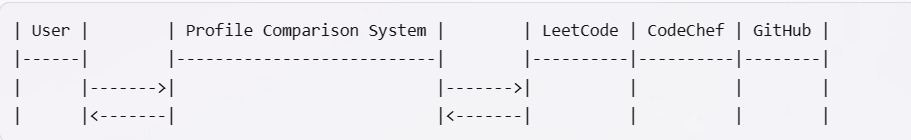 | User |        | Profile Comparison System |        | LeetCode | CodeChef | GitHub |
|------|        |---------------------------|        |----------|----------|--------|
|      |------->|                           |------->|          |          |        |
|      |<-------|                           |<-------|          |          |        |